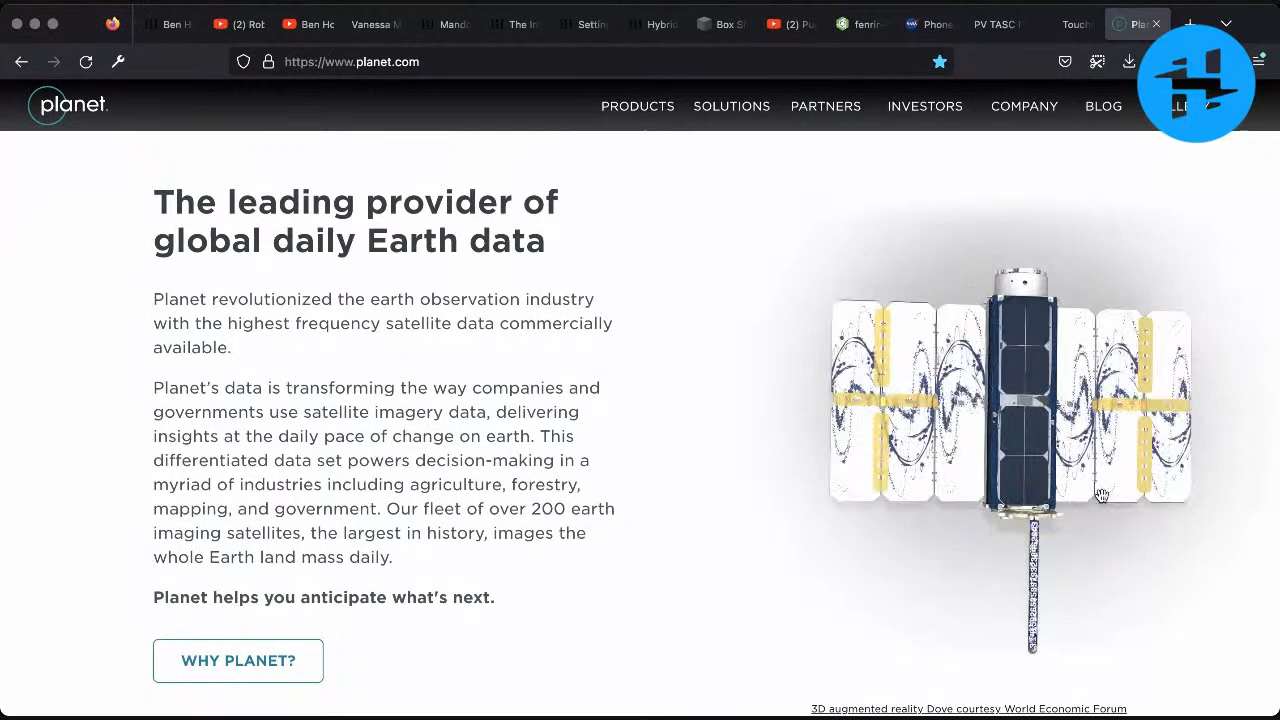 Ben H
(2) Rob
Ben Ho
Vanessa M
Mando
The In
Settin
Hybri
Box S
(2) Pu
fenrir-
Phone
PV TASC
Touch
Plan
https://www.planet.com
planet.
PRODUCTS SOLUTIONS PARTNERS INVESTORS COMPANY BLOG
The leading provider of
global daily Earth data
Planet revolutionized the earth observation industry
with the highest frequency satellite data commercially
available.
Planet’s data is transforming the way companies and
governments use satellite imagery data, delivering
insights at the daily pace of change on earth. This
differentiated data set powers decision-making in a
myriad of industries including agriculture, forestry,
mapping, and government. Our fleet of over 200 earth
imaging satellites, the largest in history, images the
whole Earth land mass daily.
Planet helps you anticipate what's next.
WHY PLANET?
3D augmented reality Dove courtesy World Economic Forum